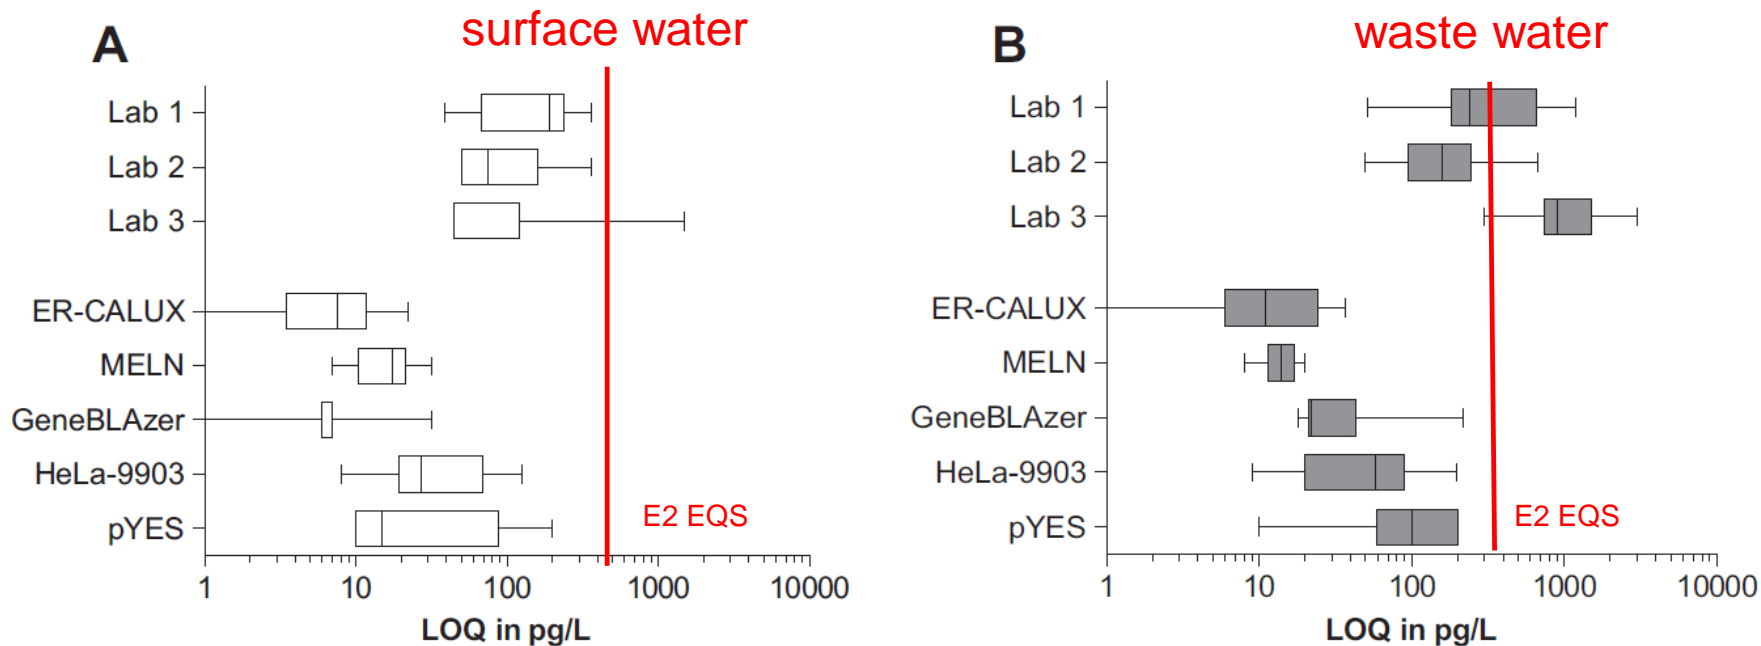 A
surface water
Lab 1
Lab 2
Lab 3
ER-CALUX
MELN
GeneBLAzer
HeLa-9903
pYES
E2 EQS
1 10 100 1000 10000
LOQ in pg/L
B
waste water
Lab 1
Lab 2
Lab 3
ER-CALUX
MELN
GeneBLAzer
HeLa-9903
pYES
E2 EQS
1 10 100 1000 10000
LOQ in pg/L